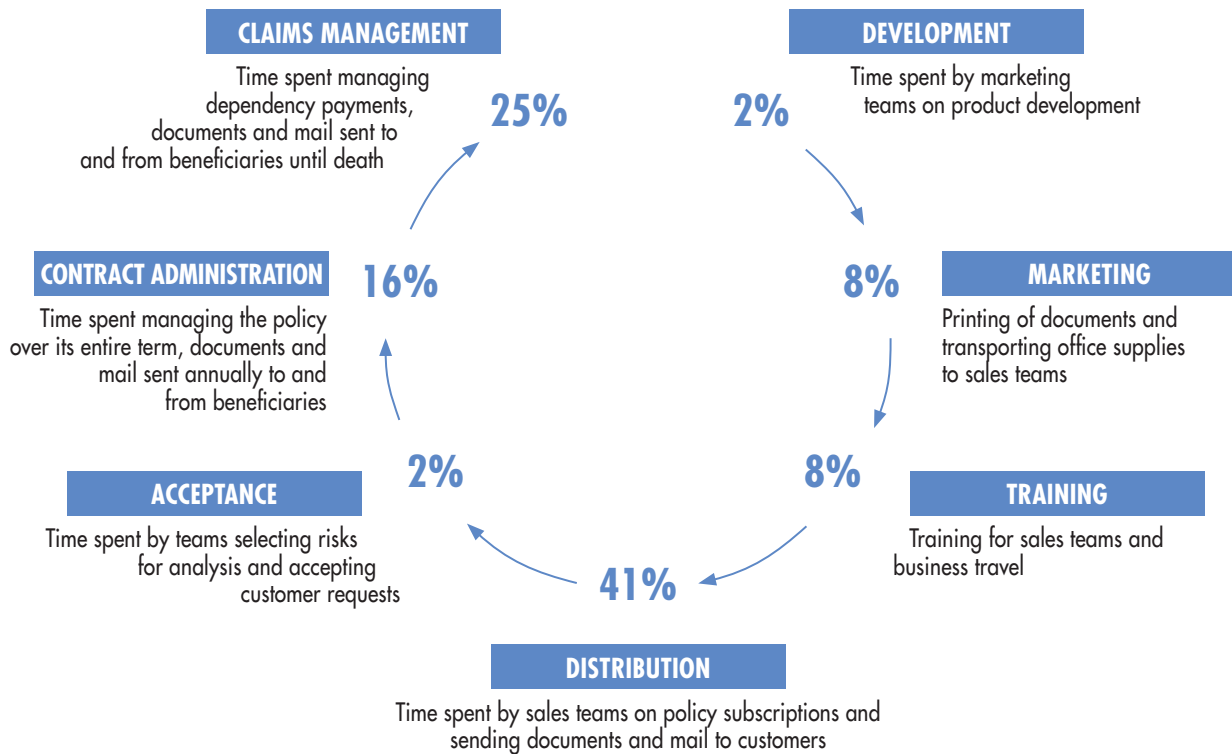 CLAIMS MANAGEMENT
Time spent managing
dependency payments,
documents and mail sent to
and from beneficiaries until death
25%
DEVELOPMENT
Time spent by marketing
teams on product development
2%
MARKETING
Printing of documents and
transporting office supplies
to sales teams
8%
TRAINING
Training for sales teams and
business travel
8%
DISTRIBUTION
Time spent by sales teams on policy subscriptions and
sending documents and mail to customers
41%
ACCEPTANCE
Time spent by teams selecting risks
for analysis and accepting
customer requests
2%
CONTRACT ADMINISTRATION
Time spent managing the policy
over its entire term, documents and
mail sent annually to and
from beneficiaries
16%